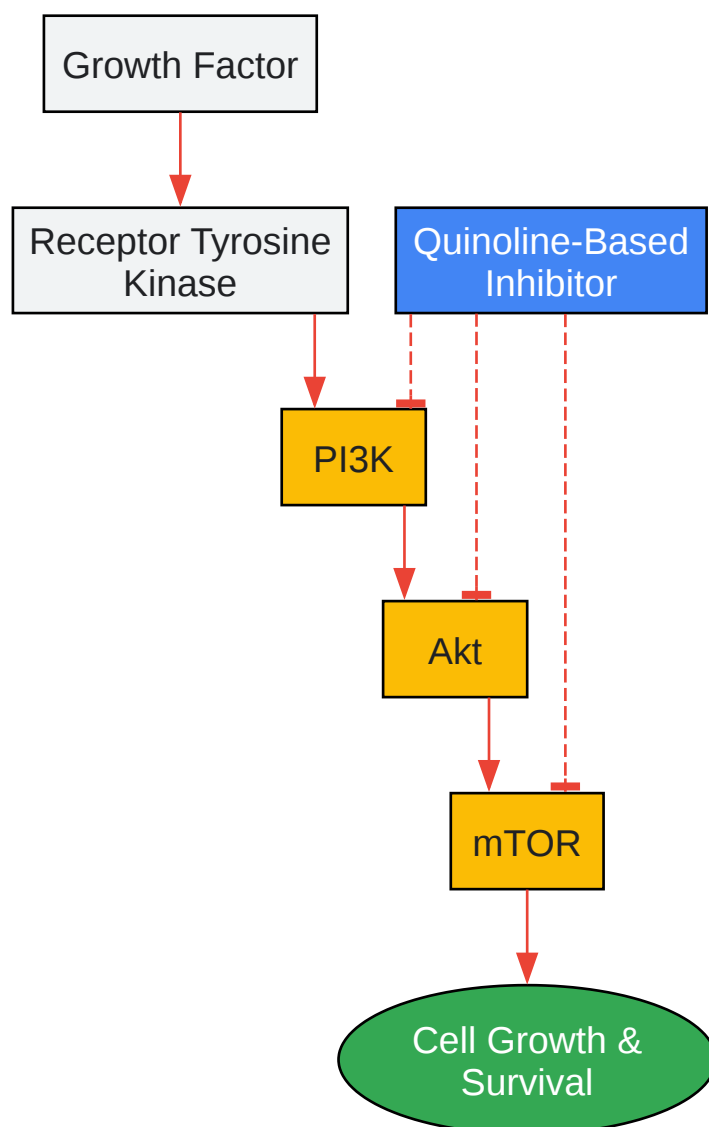 Growth Factor
Receptor Tyrosine
Kinase
Quinoline-Based
Inhibitor
PI3K
Akt
mTOR
Cell Growth &
Survival